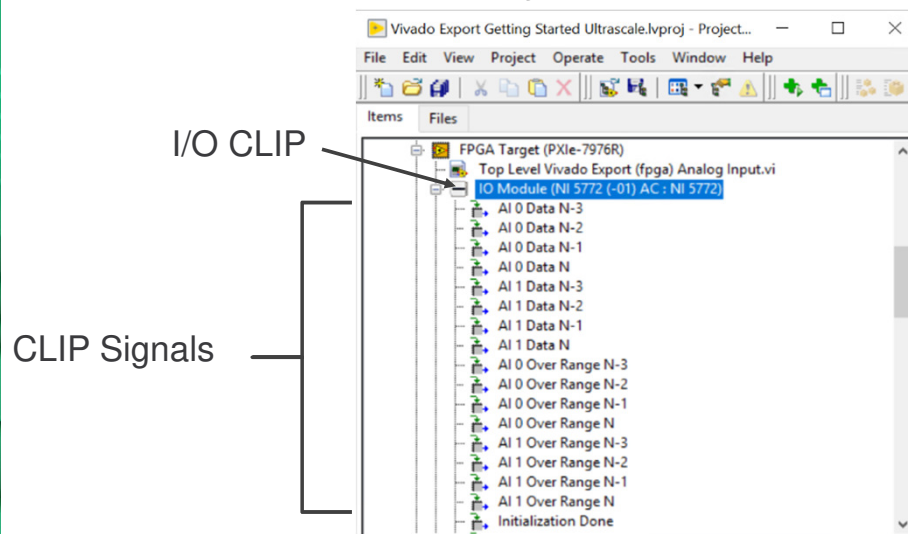 Vivado Export Getting Started Ultrascale.lvproj - Project...
File Edit View Project Operate Tools Window Help
Items Files
I/O CLIP
FPGA Target (PXIe-7976R)
Top Level Vivado Export (fpga) Analog Input.vi
IO Module (NI 5772 (-01) AC : NI 5772)
AI 0 Data N-3
AI 0 Data N-2
AI 0 Data N-1
AI 0 Data N
AI 1 Data N-3
AI 1 Data N-2
AI 1 Data N-1
AI 1 Data N
CLIP Signals
AI 0 Over Range N-3
AI 0 Over Range N-2
AI 0 Over Range N-1
AI 0 Over Range N
AI 1 Over Range N-3
AI 1 Over Range N-2
AI 1 Over Range N-1
AI 1 Over Range N
Initialization Done